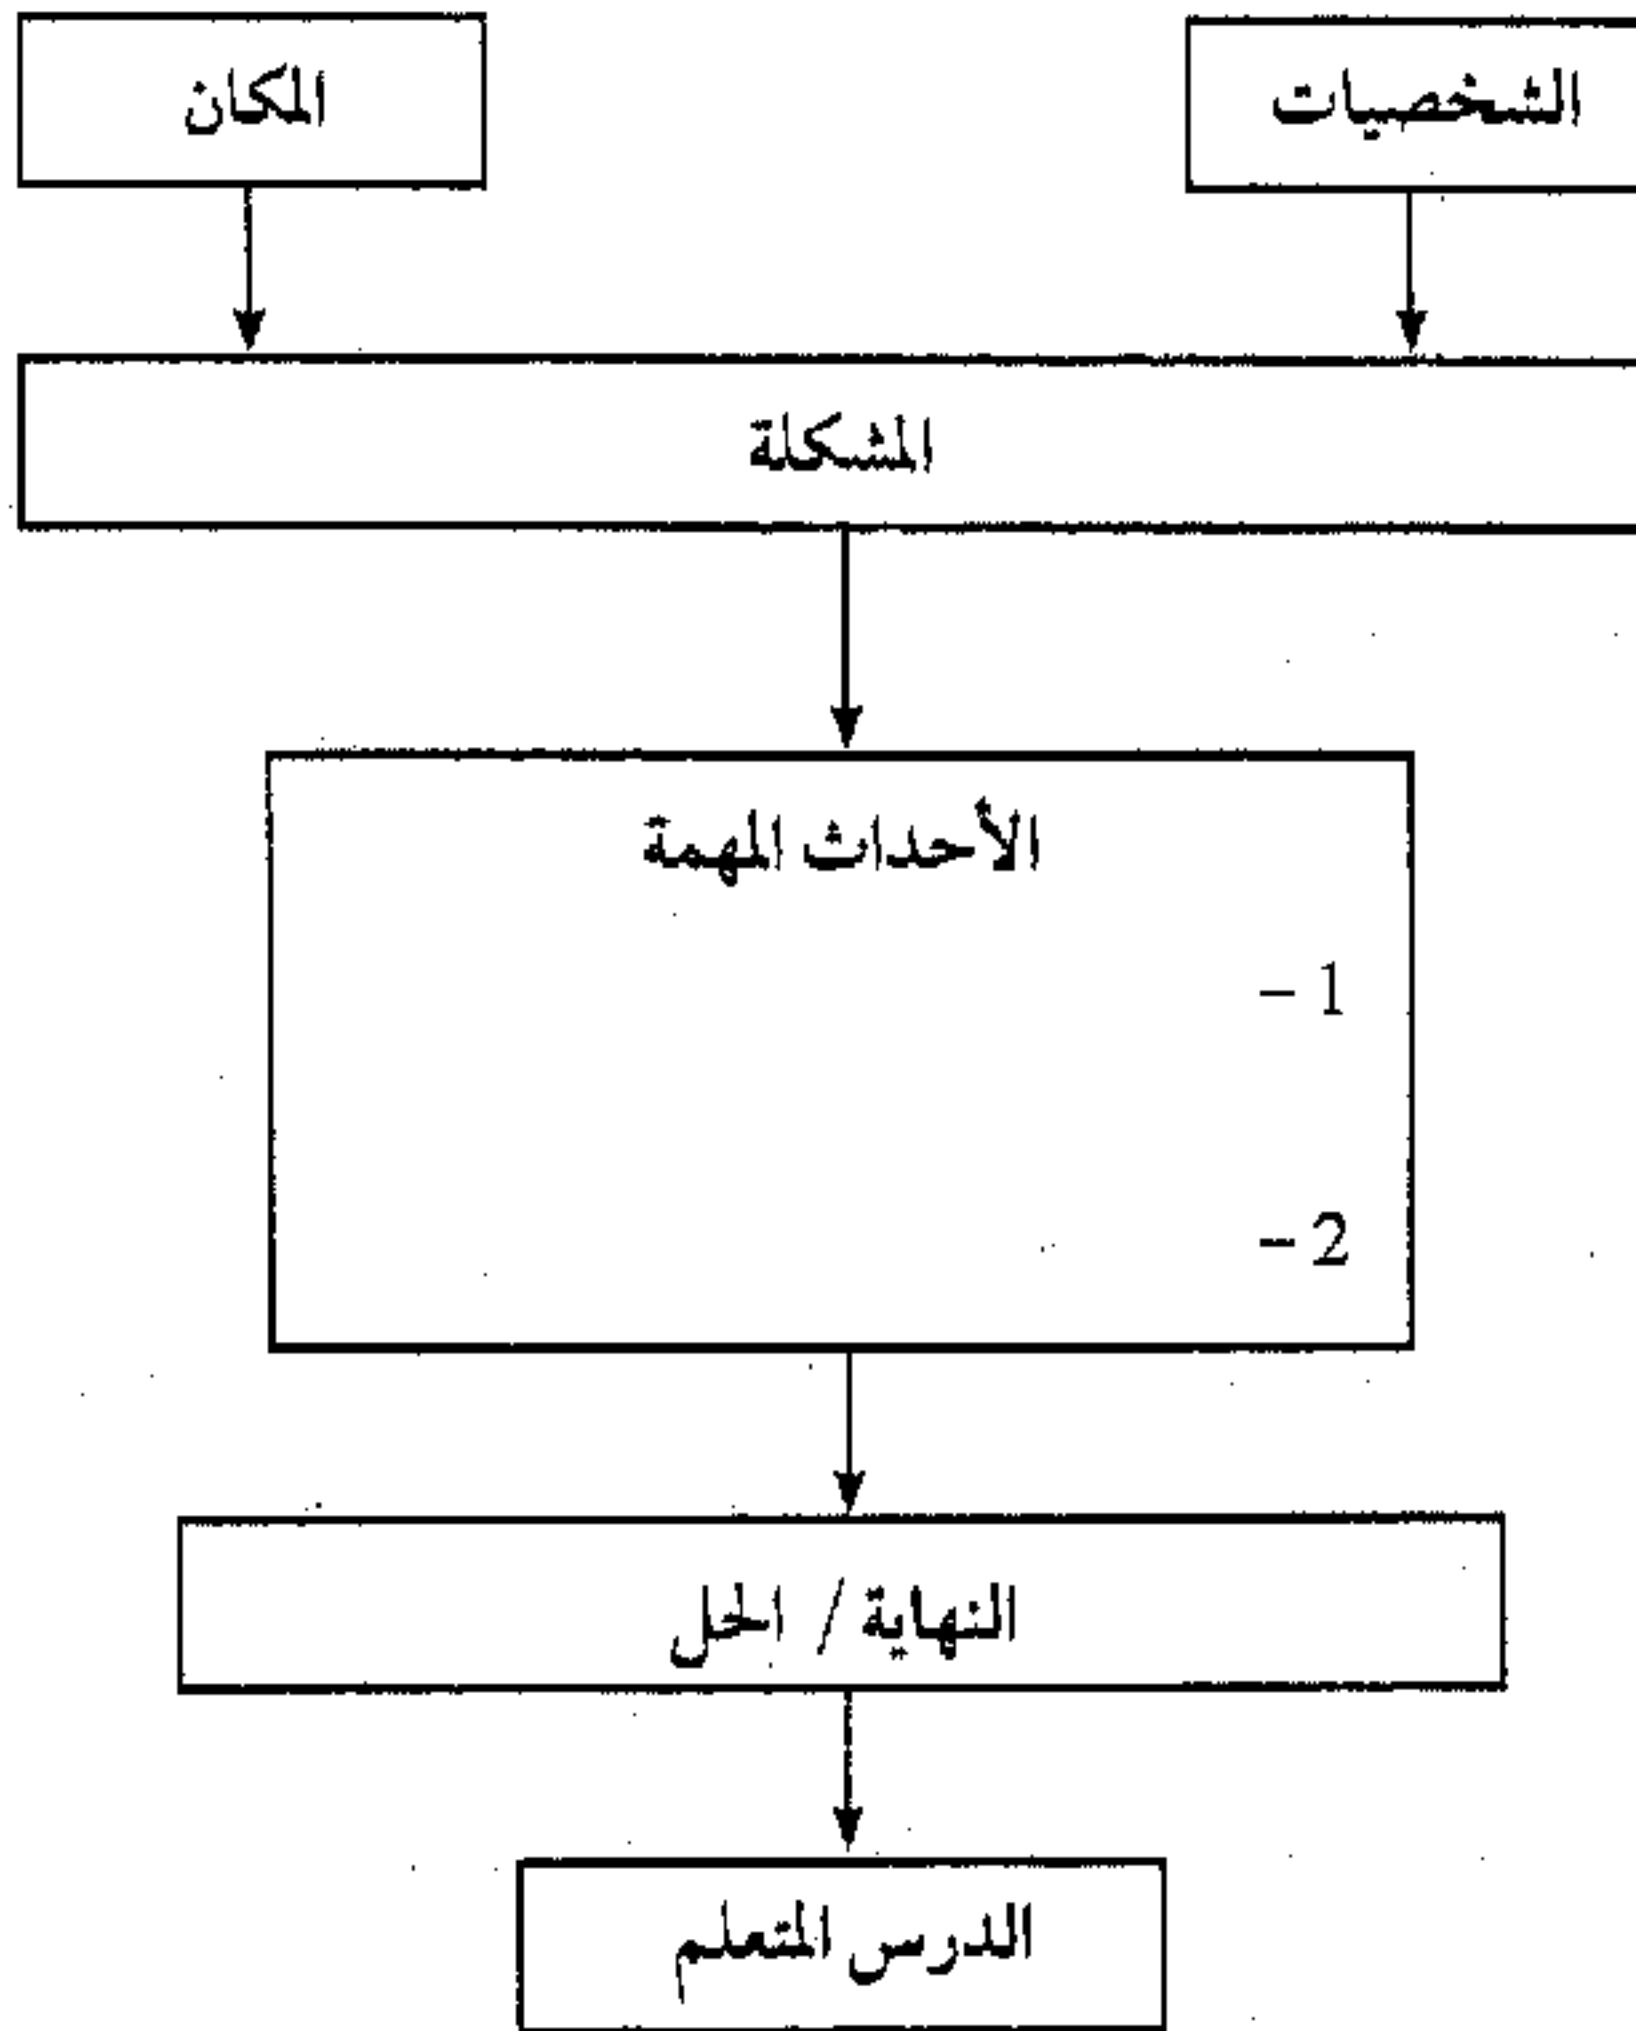 الشخصيات
المكان
المشكلة
الأحداث المهمة
1 –
2 –
النهاية / الحل
الدرس المتعلم